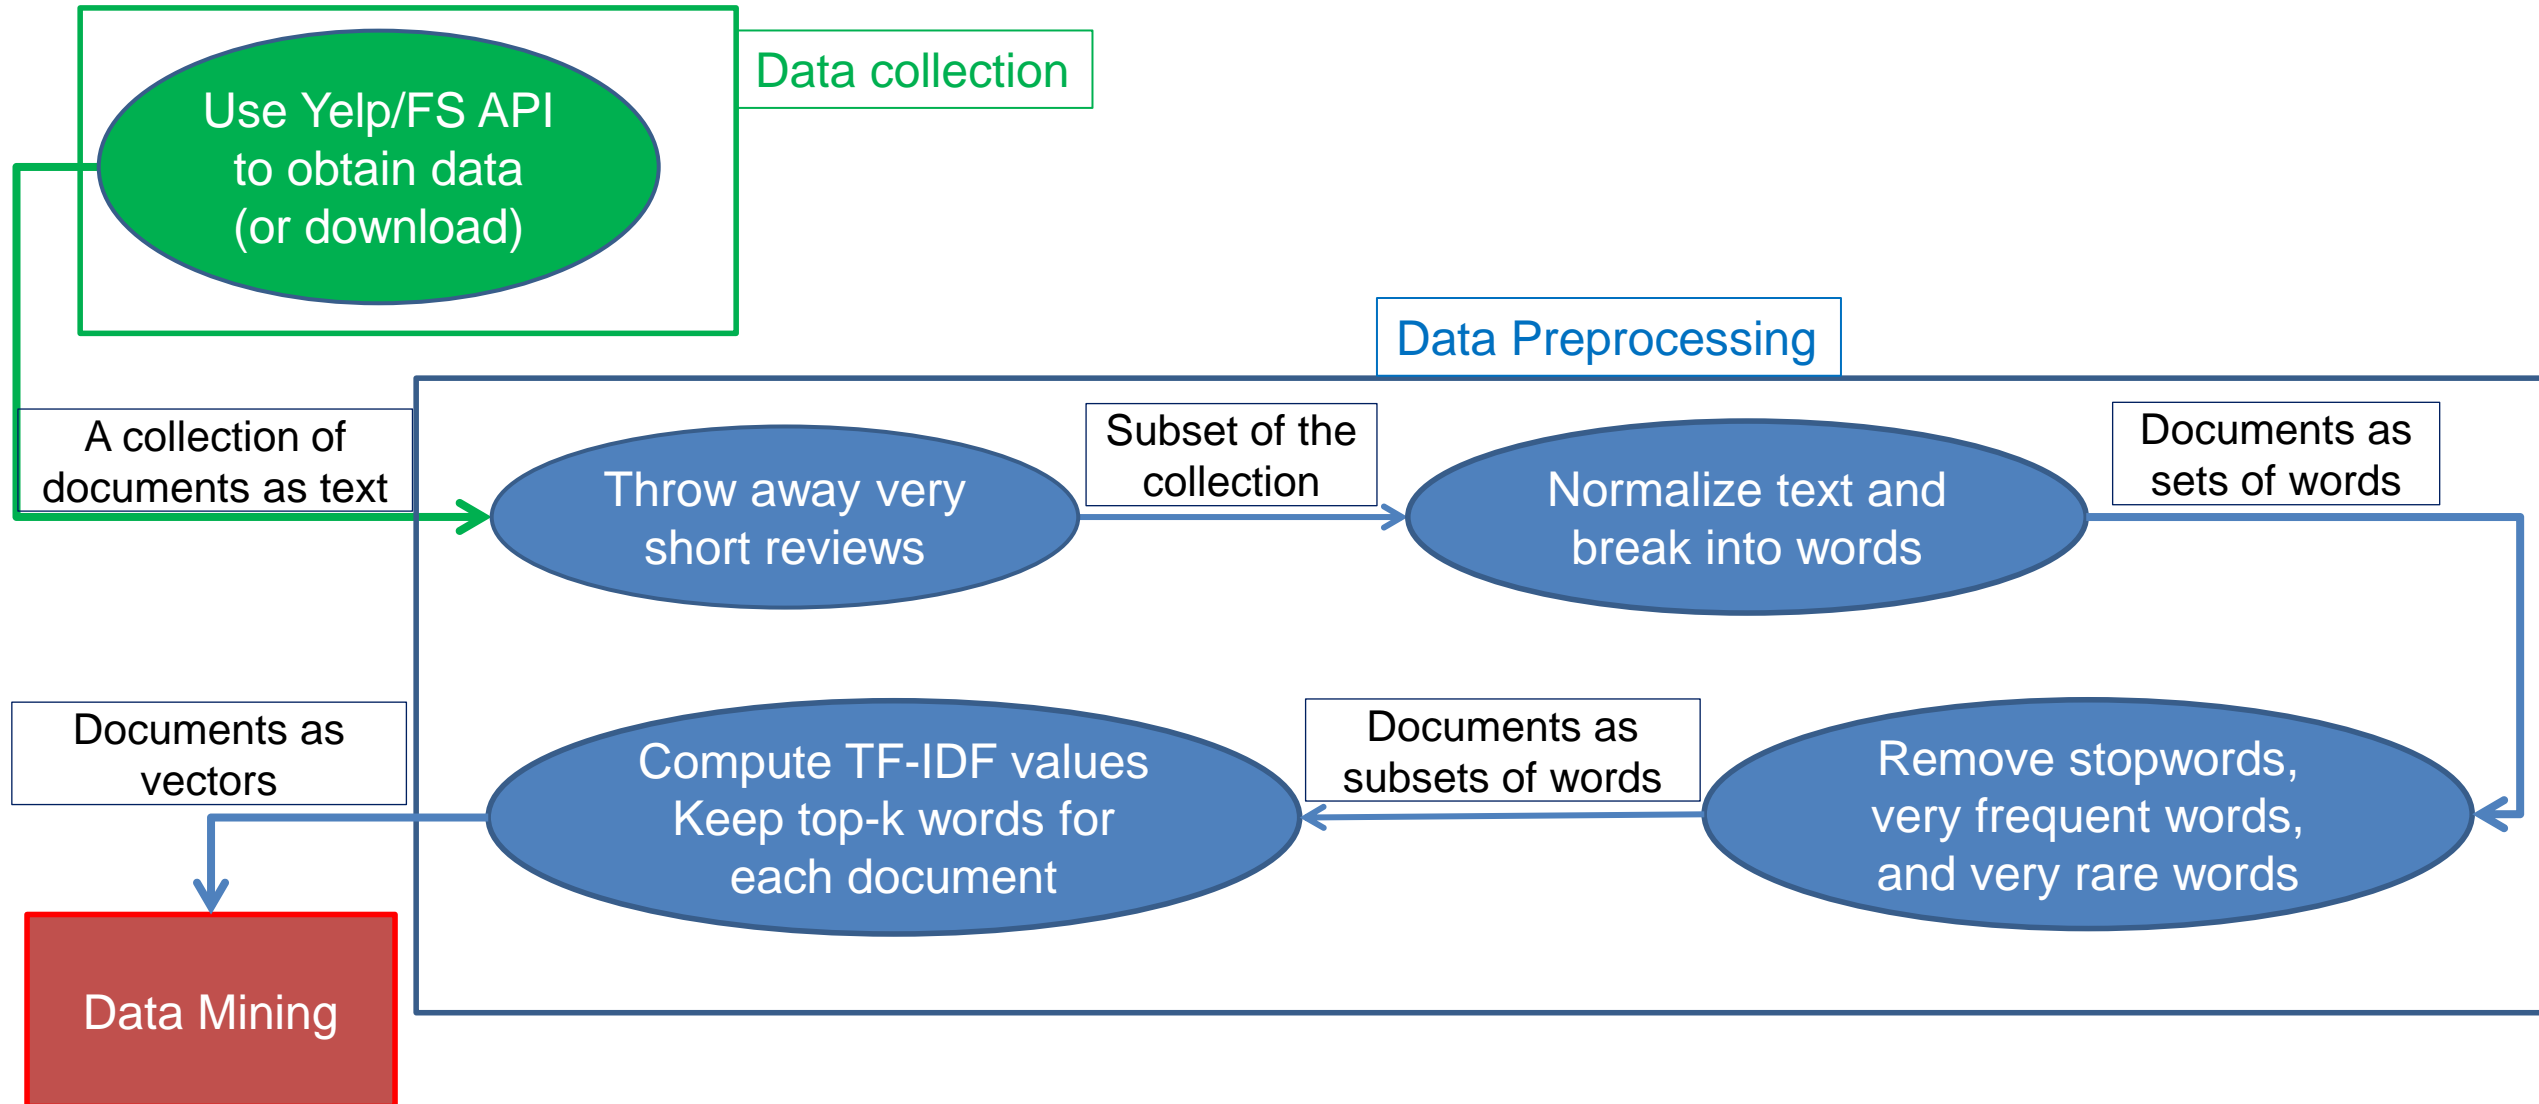 Use Yelp/FS API
to obtain data
(or download)
Data collection
Data Preprocessing
A collection of
documents as text
Throw away very
short reviews
Subset of the
collection
Normalize text and
break into words
Documents as
sets of words
Remove stopwords,
very frequent words,
and very rare words
Documents as
subsets of words
Compute TF-IDF values
Keep top-k words for
each document
Documents as
vectors
Data Mining